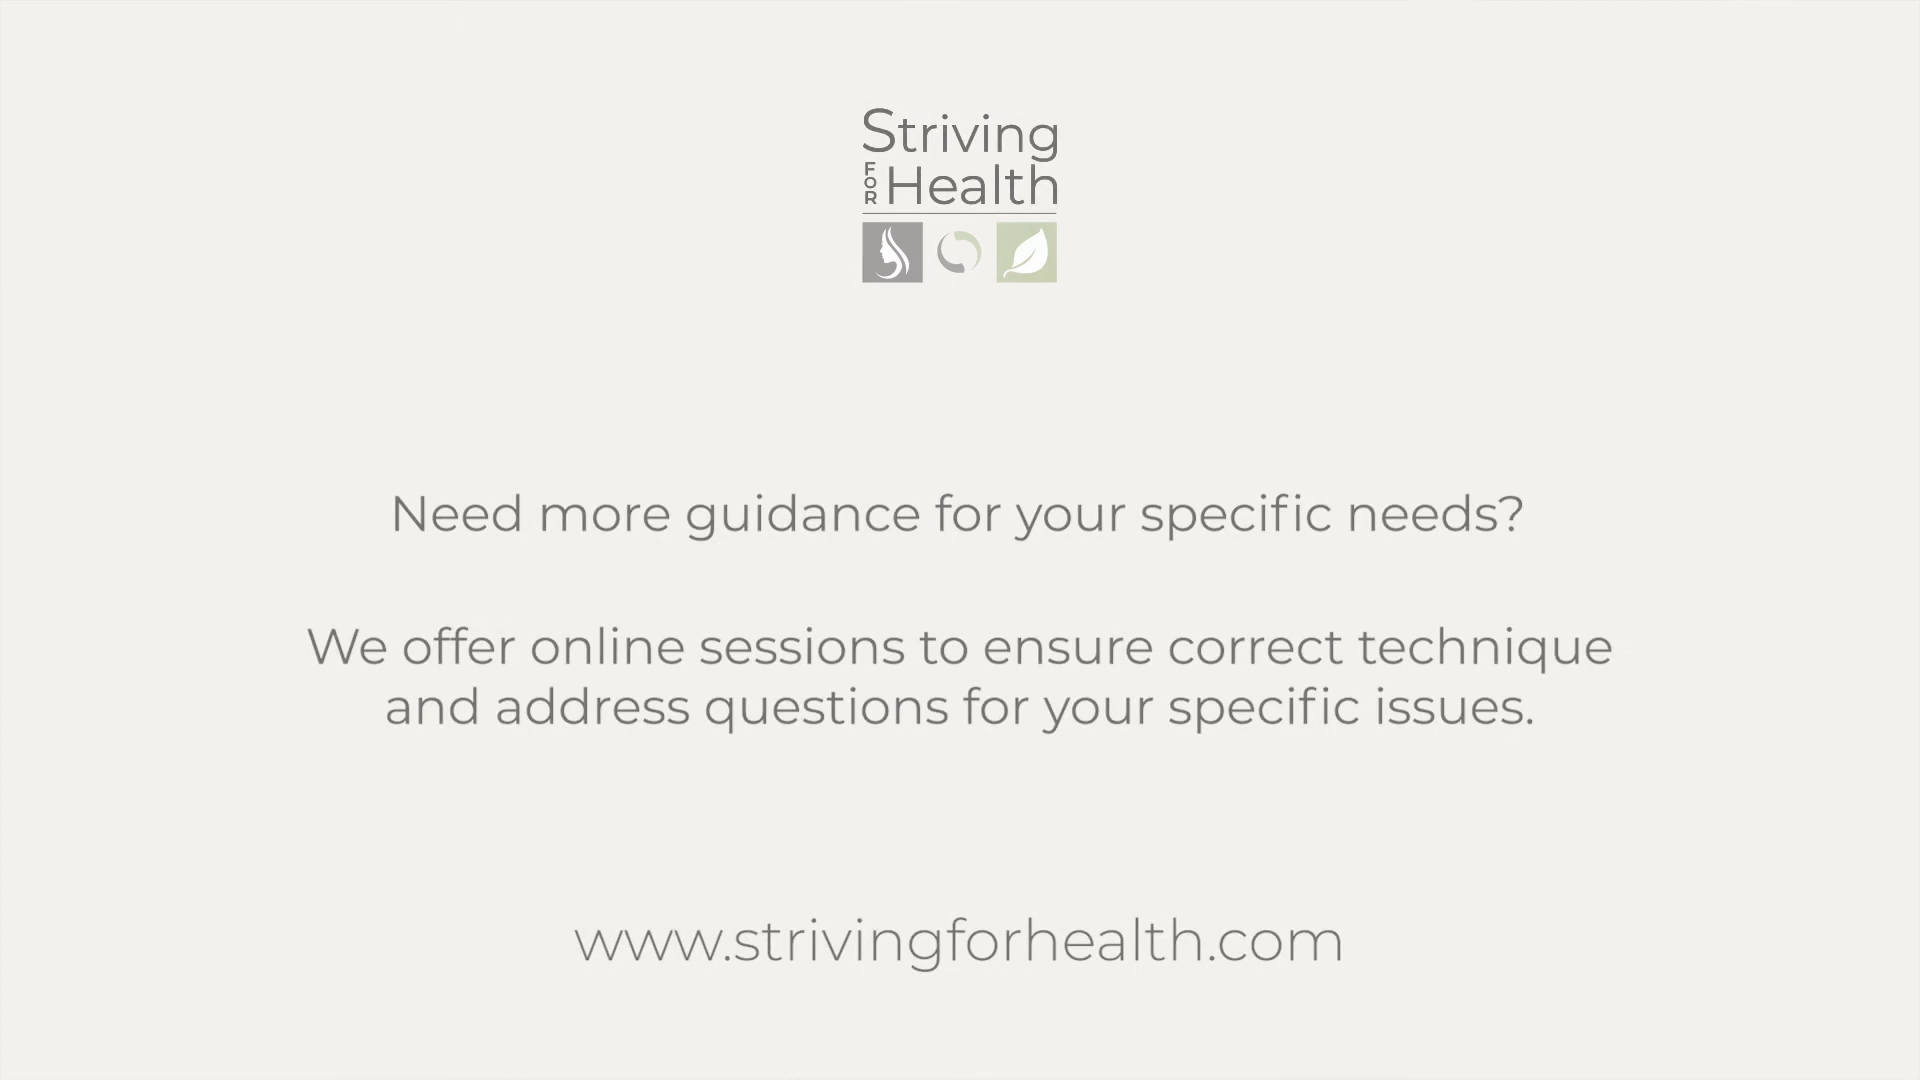 Striving
FOR Health
Need more guidance for your specific needs?
We offer online sessions to ensure correct technique
and address questions for your specific issues.
www.strivingforhealth.com